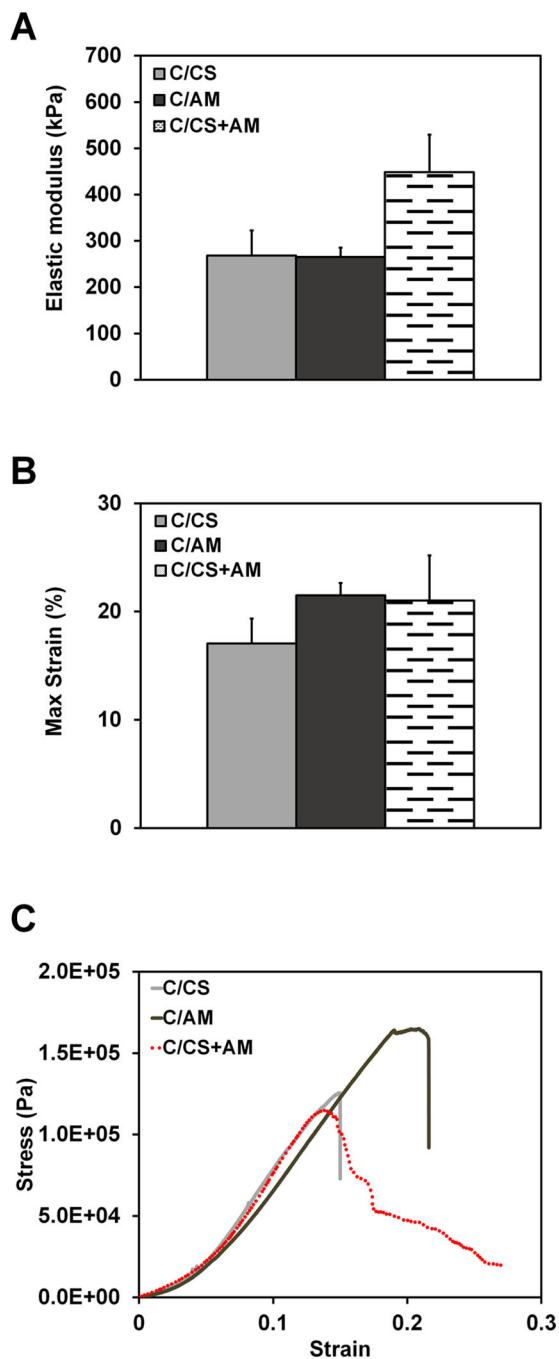 A
Elastic modulus (kPa)
700
600
500
400
300
200
100
0
C/CS
C/AM
C/CS+AM
B
Max Strain (%)
30
20
10
0
C/CS
C/AM
C/CS+AM
C
Stress (Pa)
2.0E+05
1.5E+05
1.0E+05
5.0E+04
0.0E+00
C/CS
C/AM
C/CS+AM
0
0.1
0.2
0.3
Strain